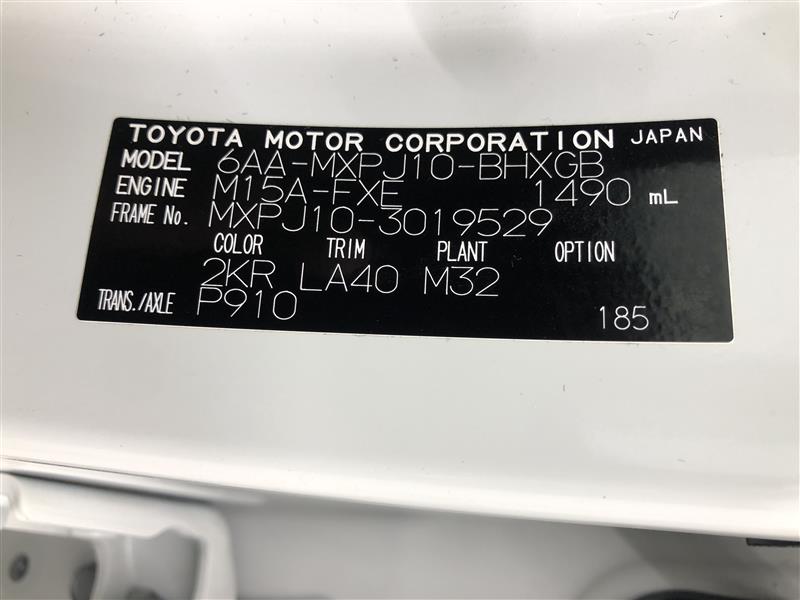 TOYOTA MOTOR CORPORATION JAPAN
MODEL 6AA-MXPJ10-BHXGB
ENGINE M15A-FXE 1490 mL
FRAME No. MXPJ10-3019529
COLOR TRIM PLANT OPTION
2KR LA40 M32
TRANS./AXLE P910 185